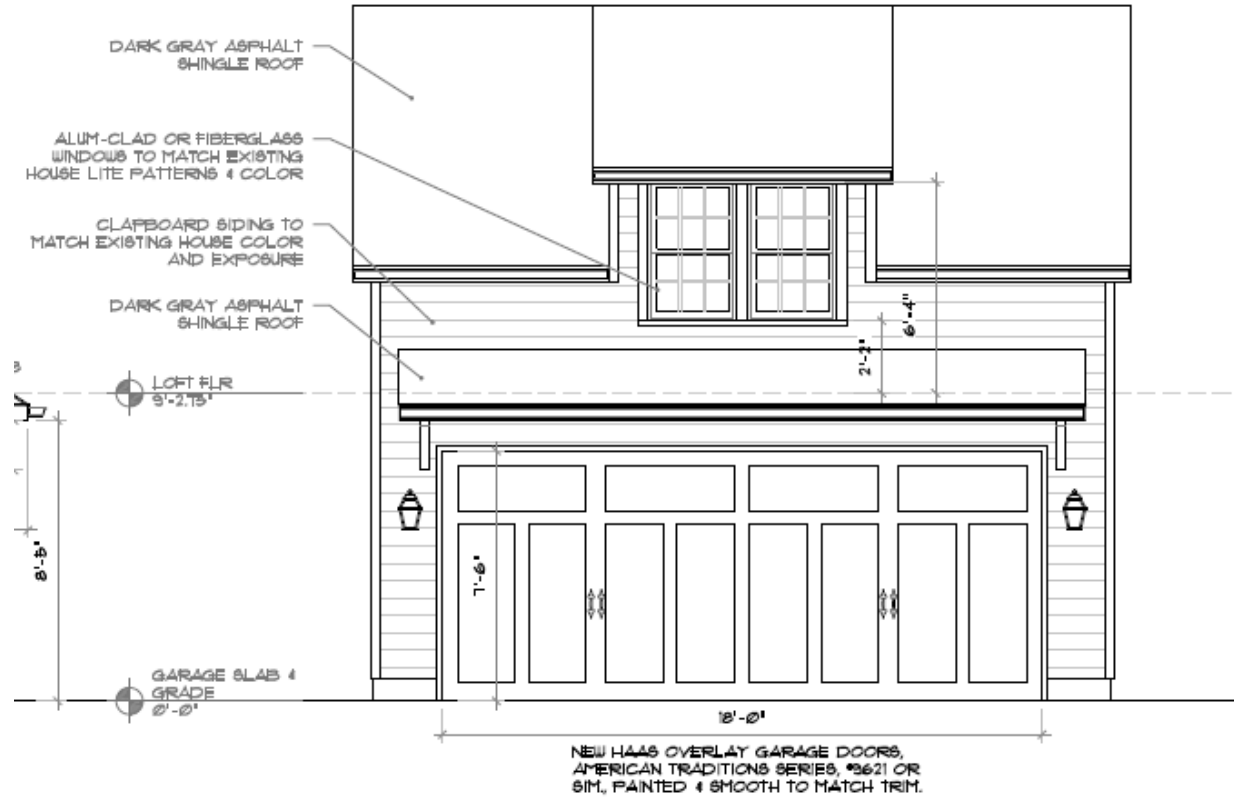 DARK GRAY ASPHALT
SHINGLE ROOF
ALUM-CLAD OR FIBERGLASS
WINDOWS TO MATCH EXISTING
HOUSE LITE PATTERNS & COLOR
CLAPBOARD SIDING TO
MATCH EXISTING HOUSE COLOR
AND EXPOSURE
DARK GRAY ASPHALT
SHINGLE ROOF
6'-4"
2'-2"
LOFT FLR
9'-2.75"
8'-5"
7'-6"
GARAGE SLAB &
GRADE
0'-0"
18'-0"
NEW HAAS OVERLAY GARAGE DOORS,
AMERICAN TRADITIONS SERIES, #9621 OR
SIM., PAINTED & SMOOTH TO MATCH TRIM.